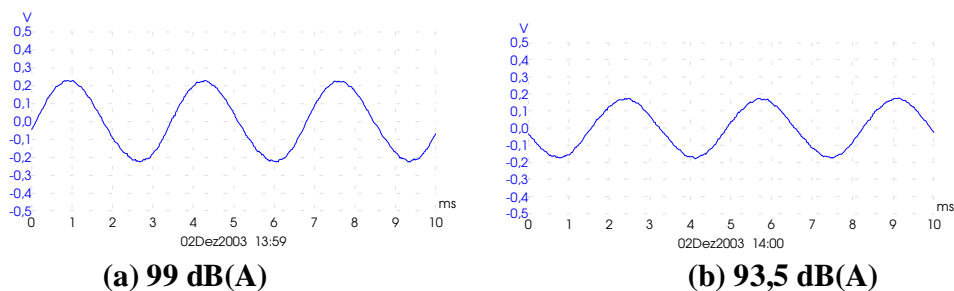 V
0,5
0,4
0,3
0,2
0,1
0,0
-0,1
-0,2
-0,3
-0,4
-0,5
ms
0 1 2 3 4 5 6 7 8 9 10
02Dez2003 13:59
(a) 99 dB(A)
V
0,5
0,4
0,3
0,2
0,1
0,0
-0,1
-0,2
-0,3
-0,4
-0,5
ms
0 1 2 3 4 5 6 7 8 9 10
02Dez2003 14:00
(b) 93,5 dB(A)